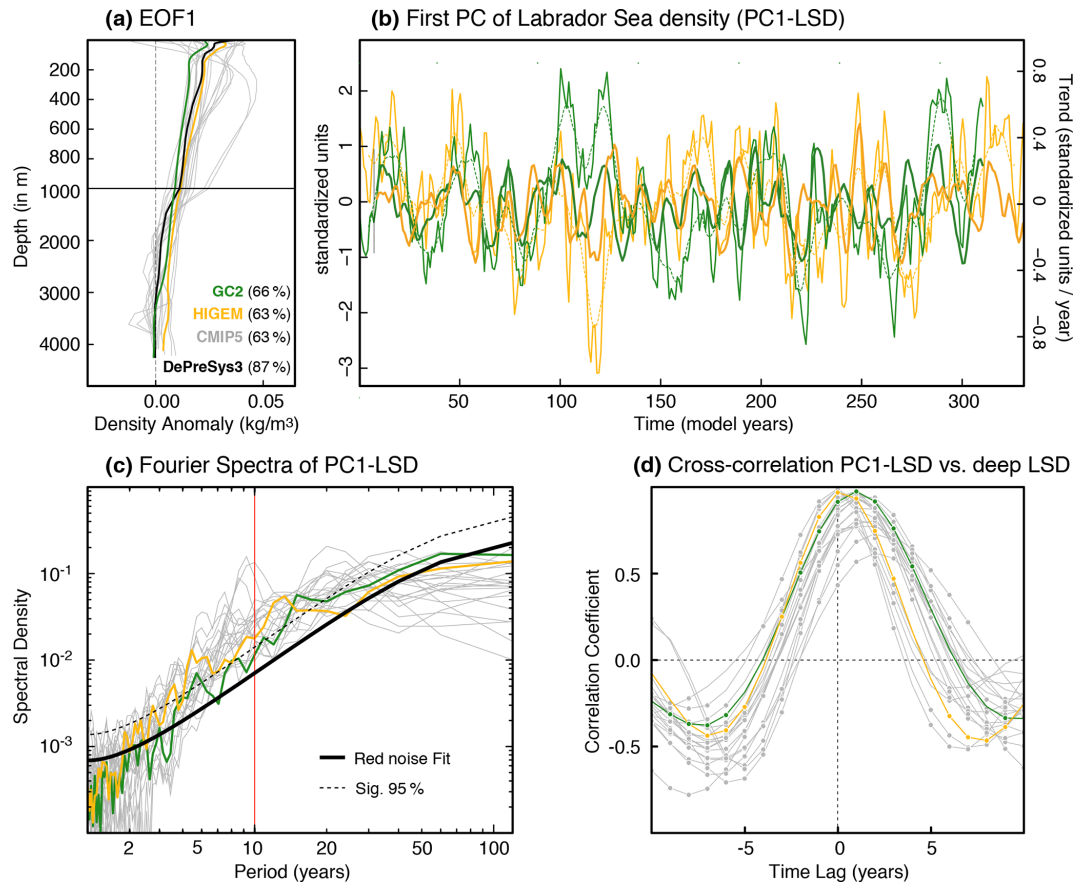 (a) EOF1
200
400
600
800
1000
2000
3000
4000
Depth (in m)
GC2 (66 %)
HIGEM (63 %)
CMIP5 (63 %)
DePreSys3 (87 %)
0.00 0.05
Density Anomaly (kg/m3)
(b) First PC of Labrador Sea density (PC1-LSD)
2
1
0
-1
-2
-3
standardized units
0.8
0.4
0.0
-0.4
-0.8
Trend (standardized units / year)
50 100 150 200 250 300
Time (model years)
(c) Fourier Spectra of PC1-LSD
10-1
10-2
10-3
Spectral Density
Red noise Fit
Sig. 95 %
2 5 10 20 50 100
Period (years)
(d) Cross-correlation PC1-LSD vs. deep LSD
0.5
0.0
-0.5
Correlation Coefficient
-5 0 5
Time Lag (years)